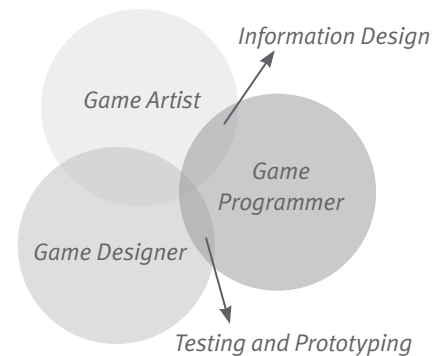 Information Design
Game Artist
Game
Programmer
Game Designer
Testing and Prototyping